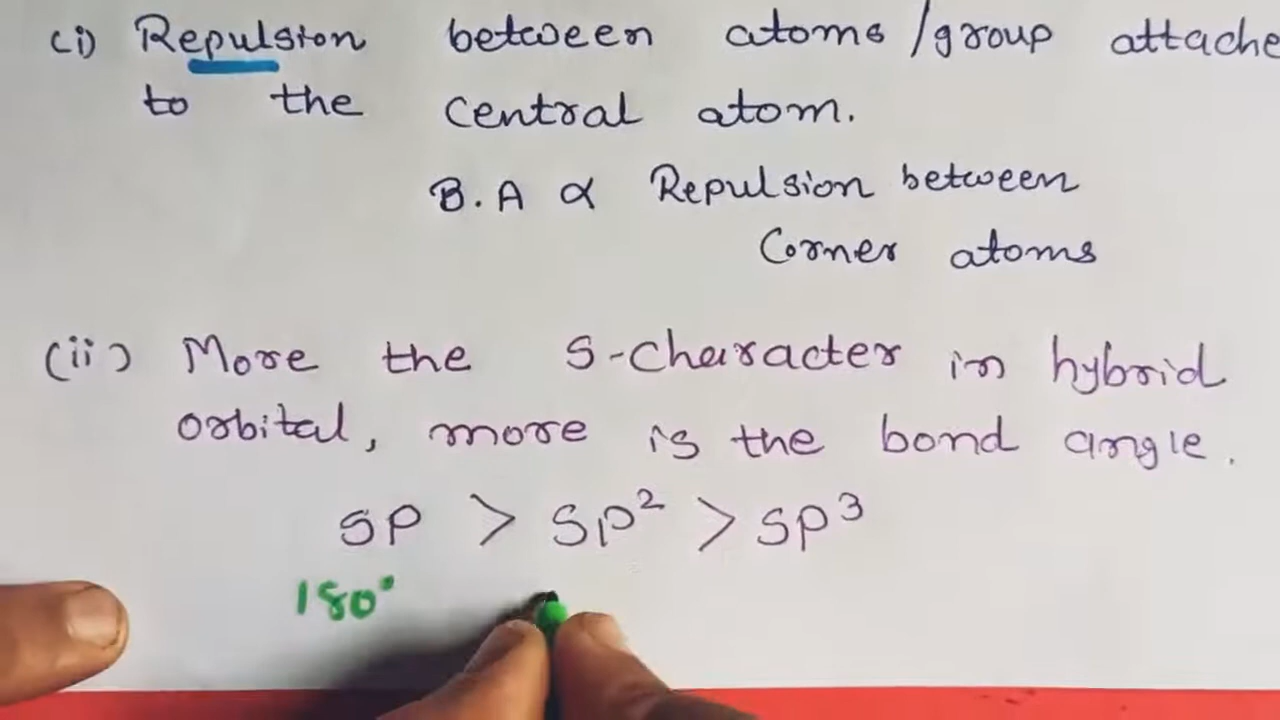 (i) Repulsion between atoms/group attache
to the central atom.
B.A α Repulsion between
Corner atoms
(ii) More the S-character in hybrid
orbital, more is the bond angle.
SP > SP² > SP³
180°